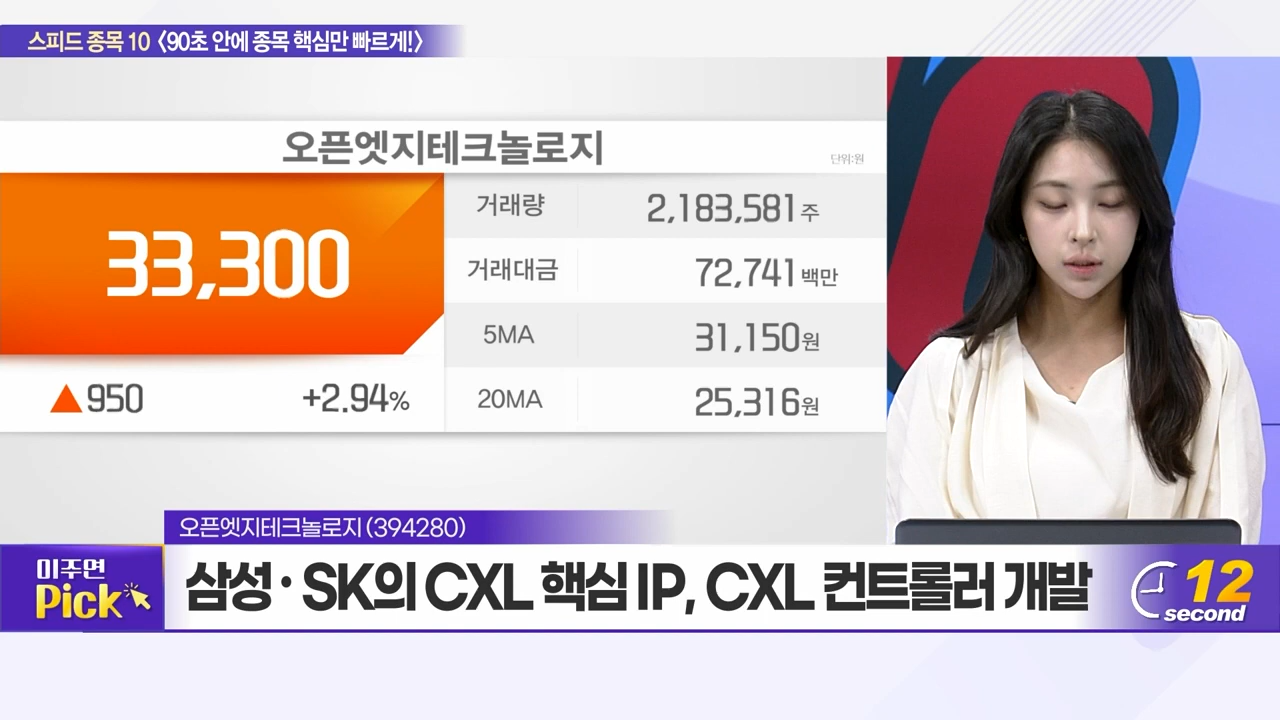 스피드 종목 10 〈90초 안에 종목 핵심만 빠르게!〉
오픈엣지테크놀로지
단위:원
33,300
▲950 +2.94%
거래량 2,183,581주
거래대금 72,741백만
5MA 31,150원
20MA 25,316원
오픈엣지테크놀로지(394280)
이주면
Pick
삼성·SK의 CXL 핵심 IP, CXL 컨트롤러 개발
12
second